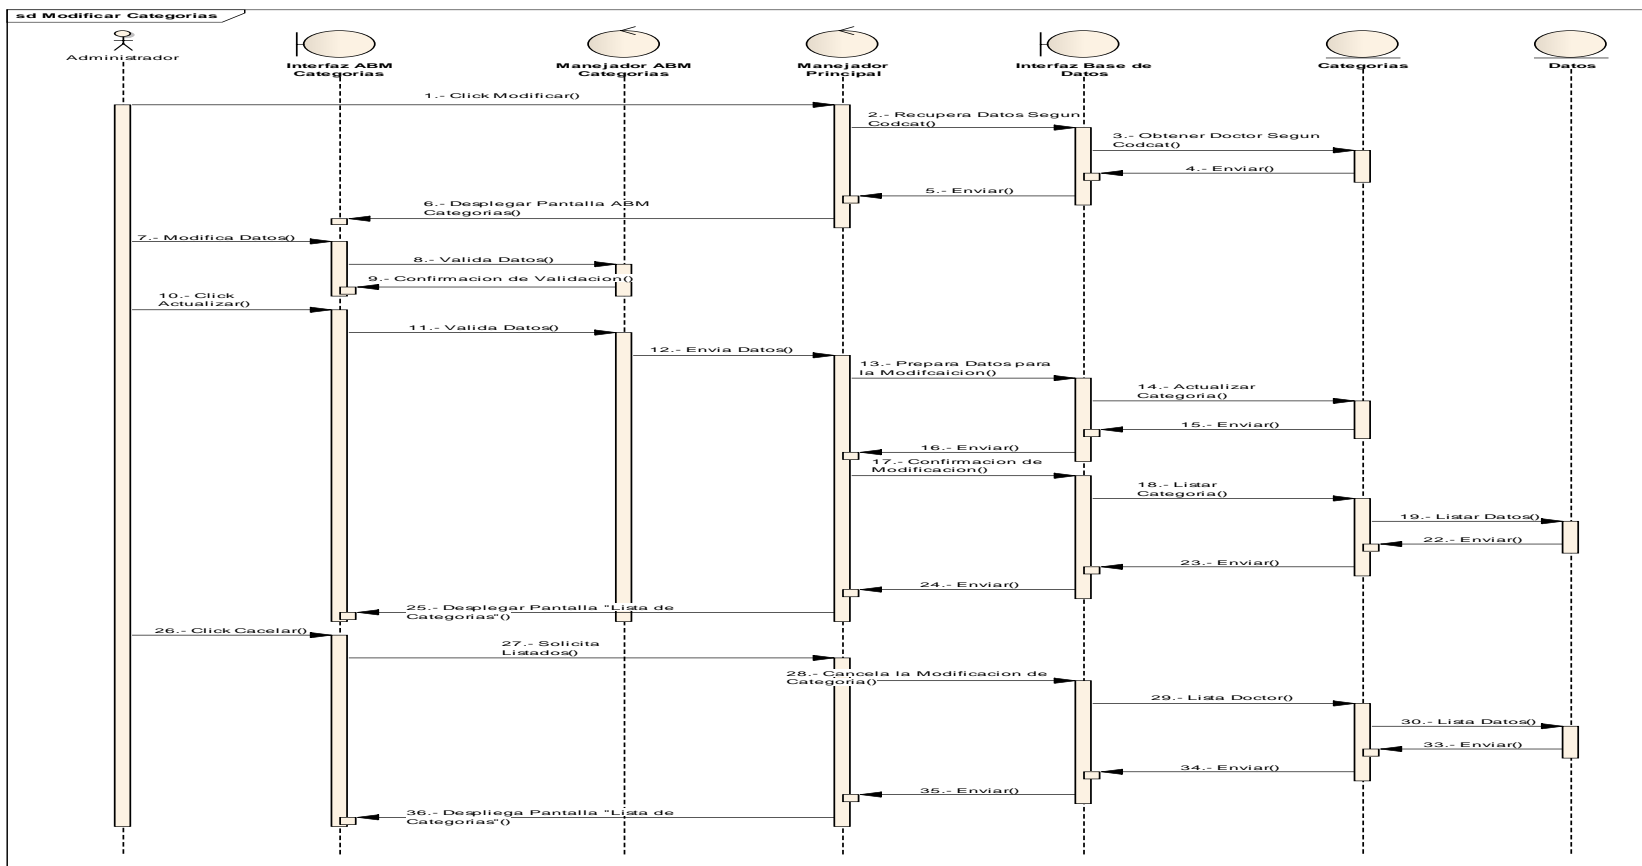 sd Modificar Categorias
Administrador
Interfaz ABM
Categorias
Manejador ABM
Categorias
Manejador
Principal
Interfaz Base de
Datos
Categorias
Datos
1.- Click Modificar()
2.- Recupera Datos Segun
Codcat()
3.- Obtener Doctor Segun
Codcat()
4.- Enviar()
5.- Enviar()
6.- Desplegar Pantalla ABM
Categorias()
7.- Modifica Datos()
8.- Valida Datos()
9.- Confirmacion de Validacion()
10.- Click
Actualizar()
11.- Valida Datos()
12.- Envia Datos()
13.- Prepara Datos para
la Modifcaicion()
14.- Actualizar
Categoria()
15.- Enviar()
16.- Enviar()
17.- Confirmacion de
Modificacion()
18.- Listar
Categoria()
19.- Listar Datos()
22.- Enviar()
23.- Enviar()
24.- Enviar()
25.- Desplegar Pantalla "Lista de
Categorias"()
26.- Click Cacelar()
27.- Solicita
Listados()
28.- Cancela la Modificacion de
Categoria()
29.- Lista Doctor()
30.- Lista Datos()
33.- Enviar()
34.- Enviar()
35.- Enviar()
36.- Despliega Pantalla "Lista de
Categorias"()